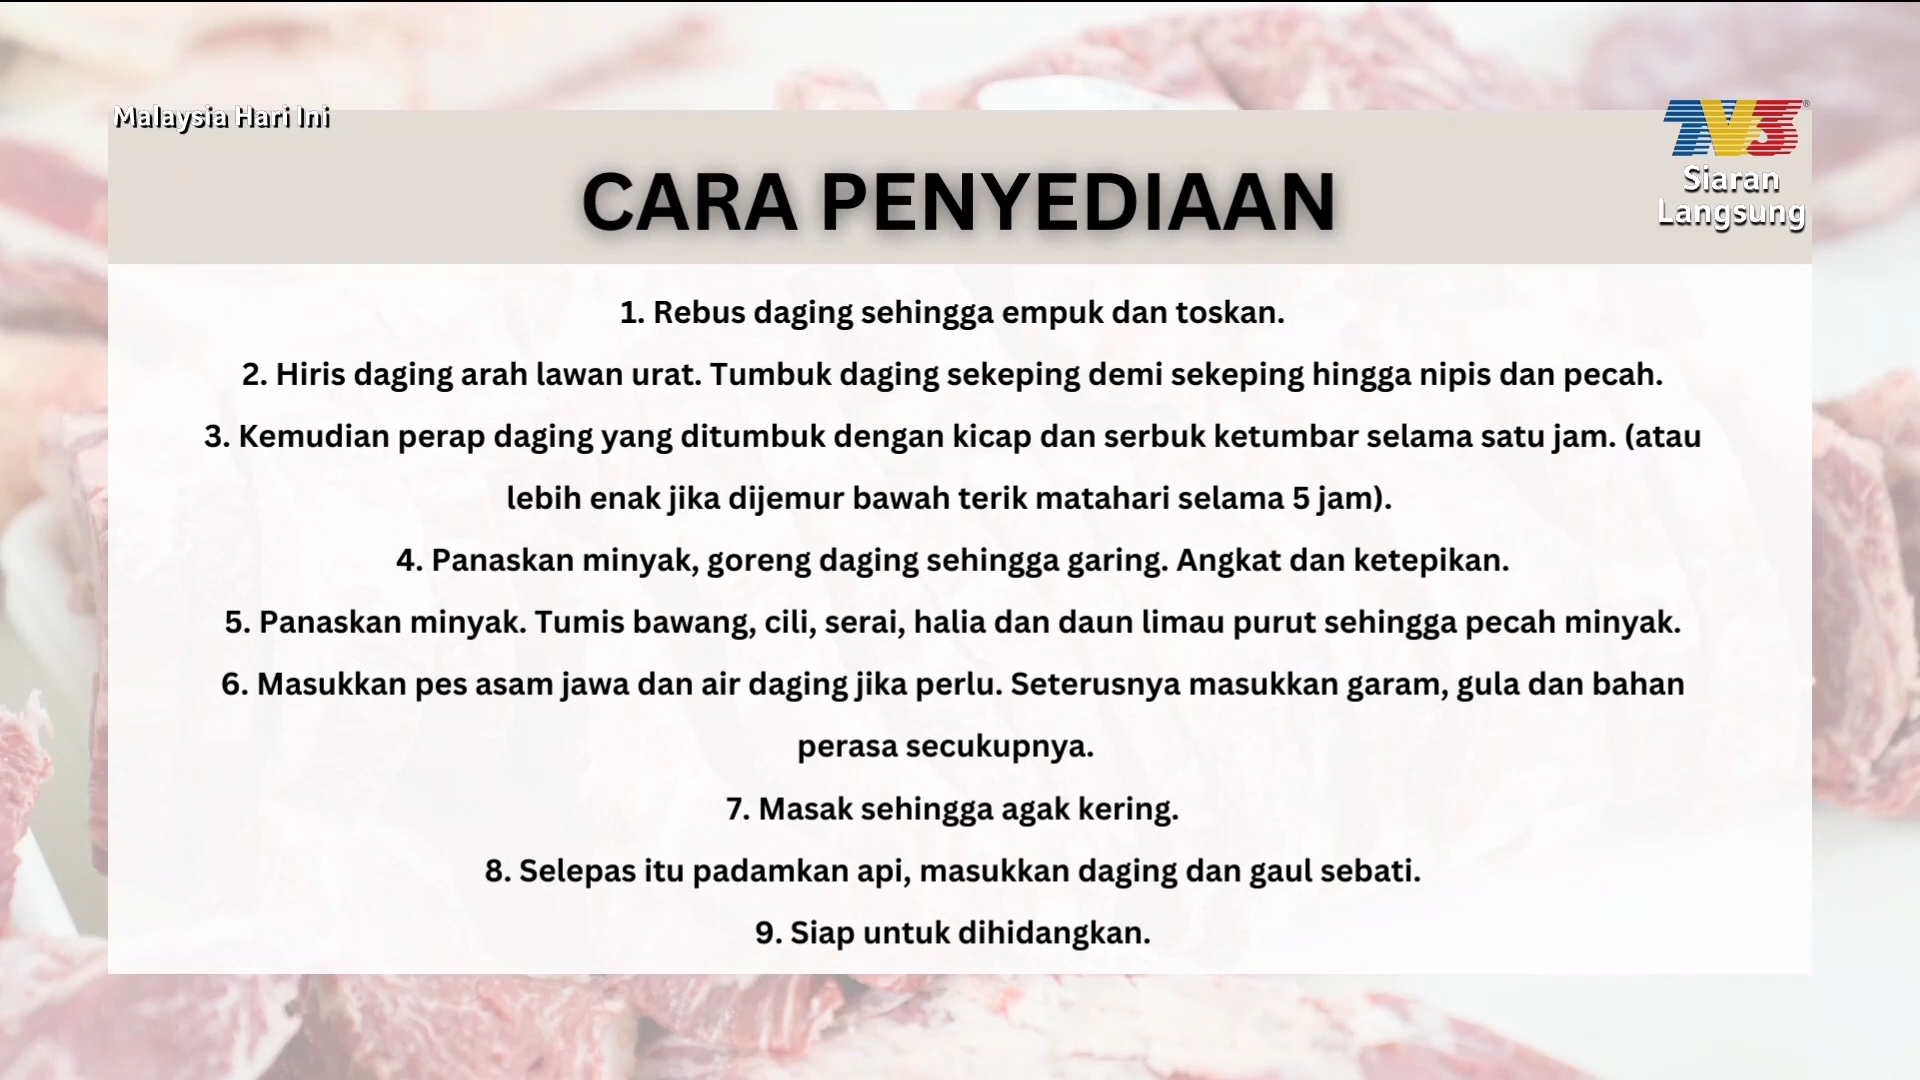 Malaysia Hari Ini
TV3
Siaran
Langsung
CARA PENYEDIAAN
1. Rebus daging sehingga empuk dan toskan.
2. Hiris daging arah lawan urat. Tumbuk daging sekeping demi sekeping hingga nipis dan pecah.
3. Kemudian perap daging yang ditumbuk dengan kicap dan serbuk ketumbar selama satu jam. (atau
lebih enak jika dijemur bawah terik matahari selama 5 jam).
4. Panaskan minyak, goreng daging sehingga garing. Angkat dan ketepikan.
5. Panaskan minyak. Tumis bawang, cili, serai, halia dan daun limau purut sehingga pecah minyak.
6. Masukkan pes asam jawa dan air daging jika perlu. Seterusnya masukkan garam, gula dan bahan
perasa secukupnya.
7. Masak sehingga agak kering.
8. Selepas itu padamkan api, masukkan daging dan gaul sebati.
9. Siap untuk dihidangkan.